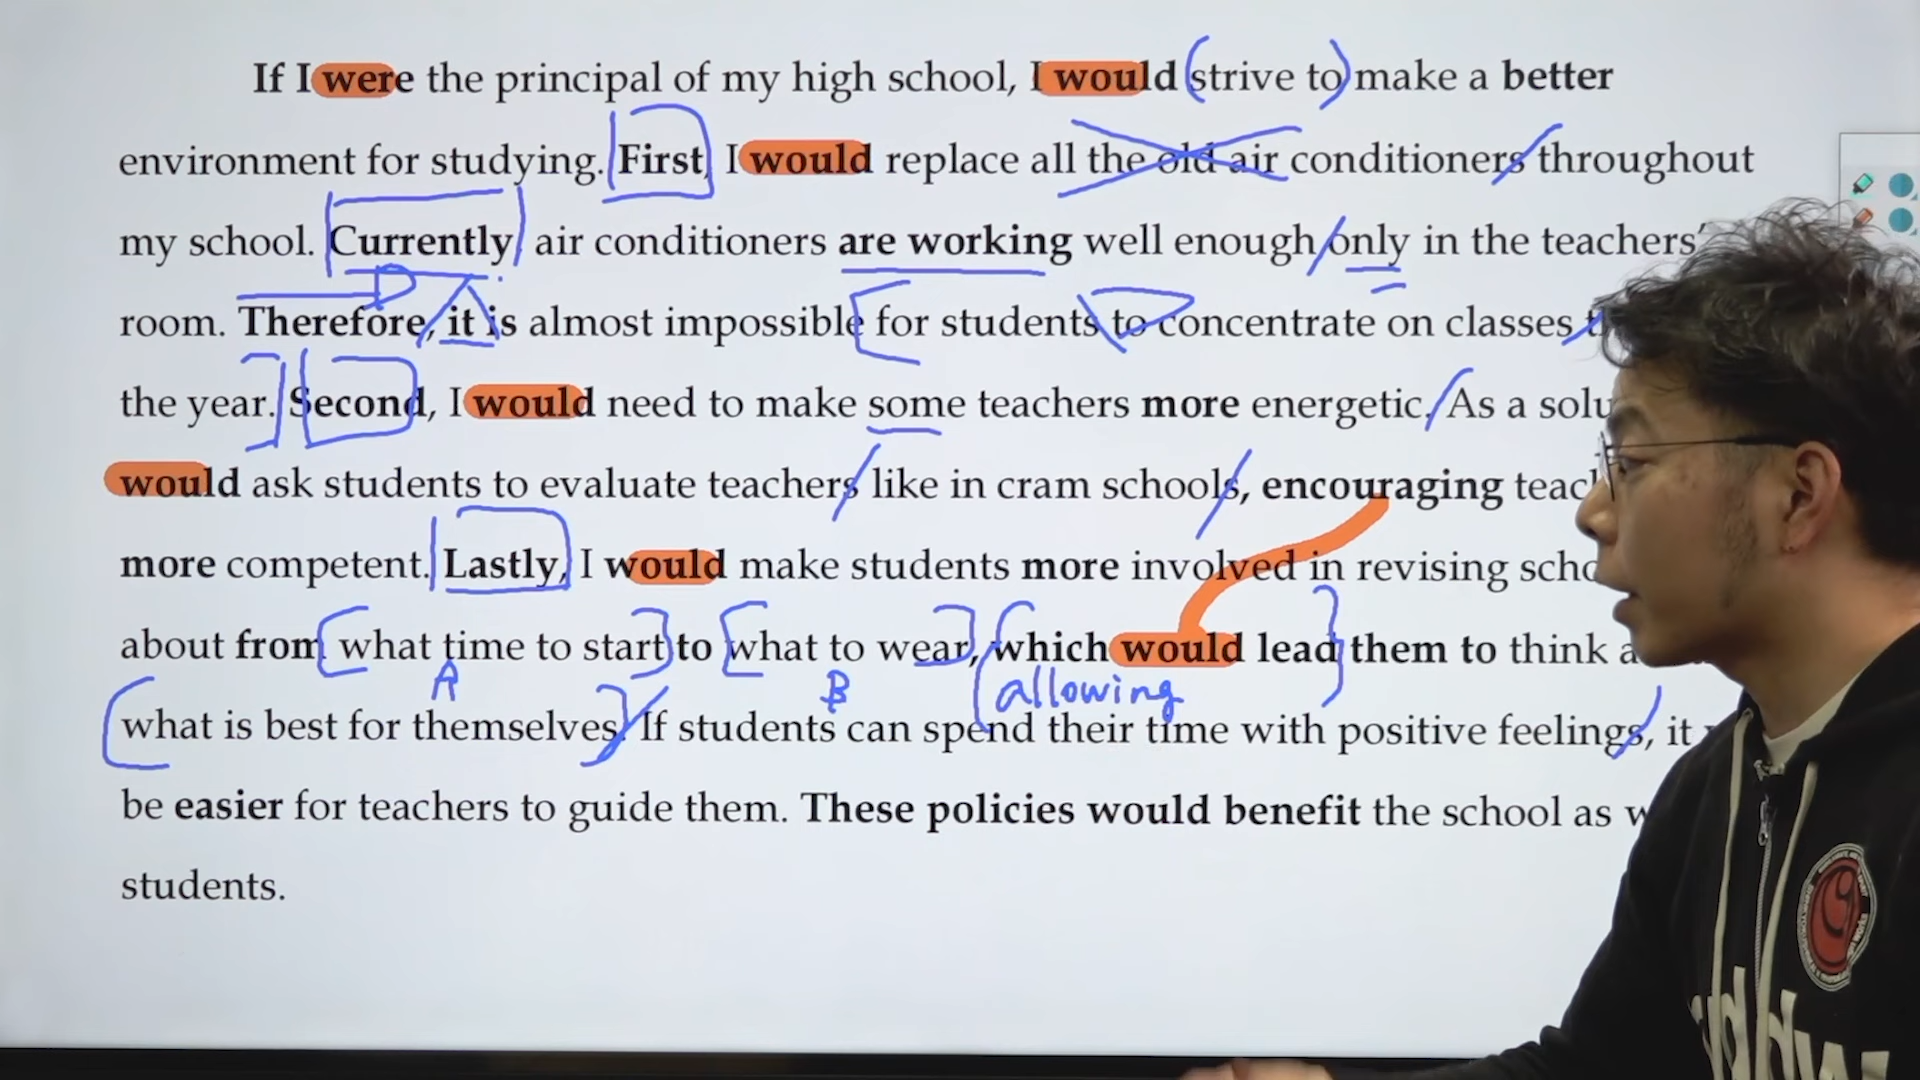 If I were the principal of my high school, I would strive to make a better
environment for studying. First, I would replace all the old air conditioners throughout
my school. Currently, air conditioners are working well enough only in the teachers'
room. Therefore, it is almost impossible for students to concentrate on classes
the year. Second, I would need to make some teachers more energetic. As a
would ask students to evaluate teachers like in cram schools, encouraging
more competent. Lastly, I would make students more involved in revising
about from what time to start to what to wear, which would lead them to think
A B allowing
what is best for themselves. If students can spend their time with positive feelings, it
be easier for teachers to guide them. These policies would benefit the school as
students.